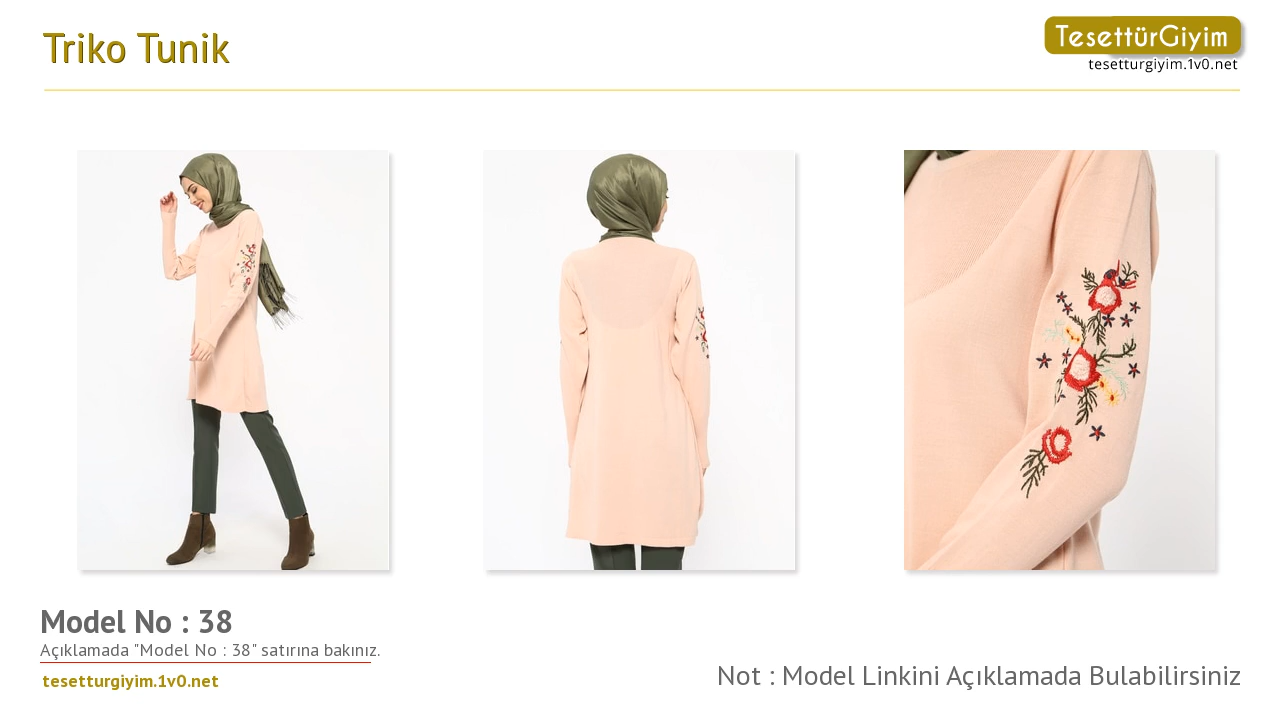 Triko Tunik
TesettürGiyim
tesetturgiyim.1v0.net
Model No : 38
Açıklamada "Model No : 38" satırına bakınız.
tesetturgiyim.1v0.net
Not : Model Linkini Açıklamada Bulabilirsiniz